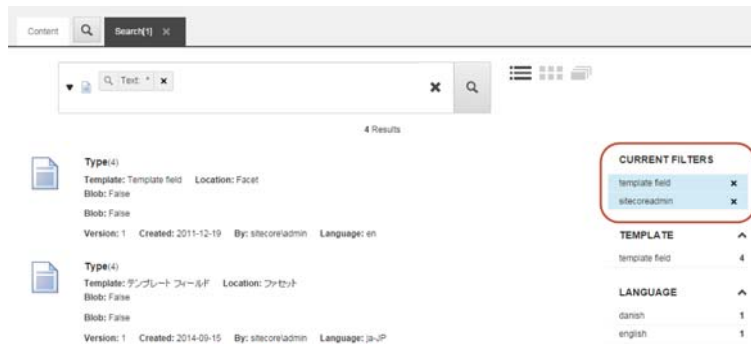 Content
Search[1]
Text: *
4 Results
Type(4)
Template: Template field Location: Facet
Blob: False
Blob: False
Version: 1 Created: 2011-12-19 By: sitecore\admin Language: en
Type(4)
Template: テンプレート フィールド Location: ファセット
Blob: False
Blob: False
Version: 1 Created: 2014-09-15 By: sitecore\admin Language: ja-JP
CURRENT FILTERS
template field
sitecoreadmin
TEMPLATE
template field 4
LANGUAGE
danish 1
english 1